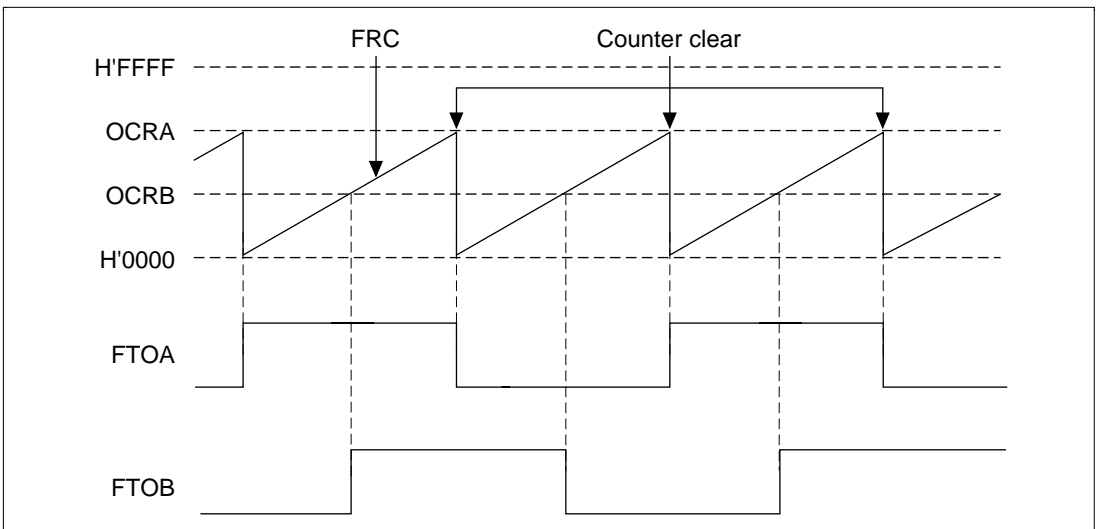 FRC Counter clear
H'FFFF
OCRA
OCRB
H'0000
FTOA
FTOB